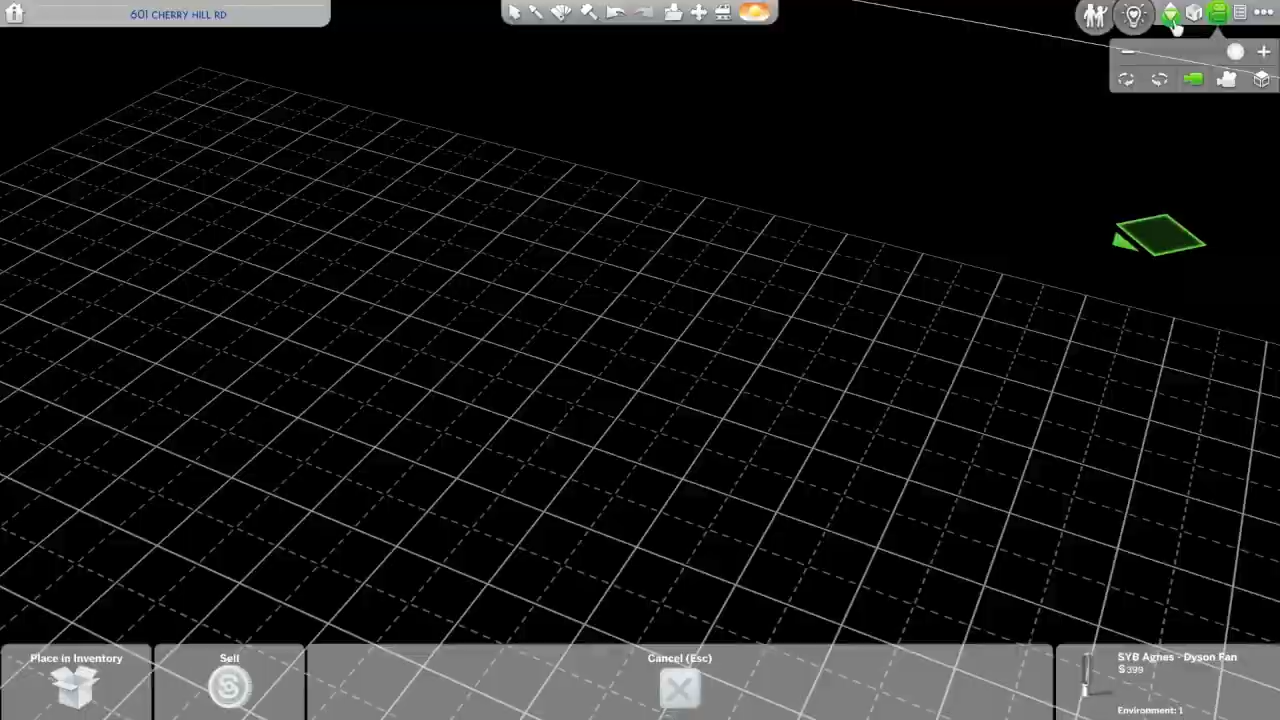 601 CHERRY HILL RD
Place in Inventory
Sell
Cancel (Esc)
SYB Agnes - Dyson Fan
§399
Environment: 1